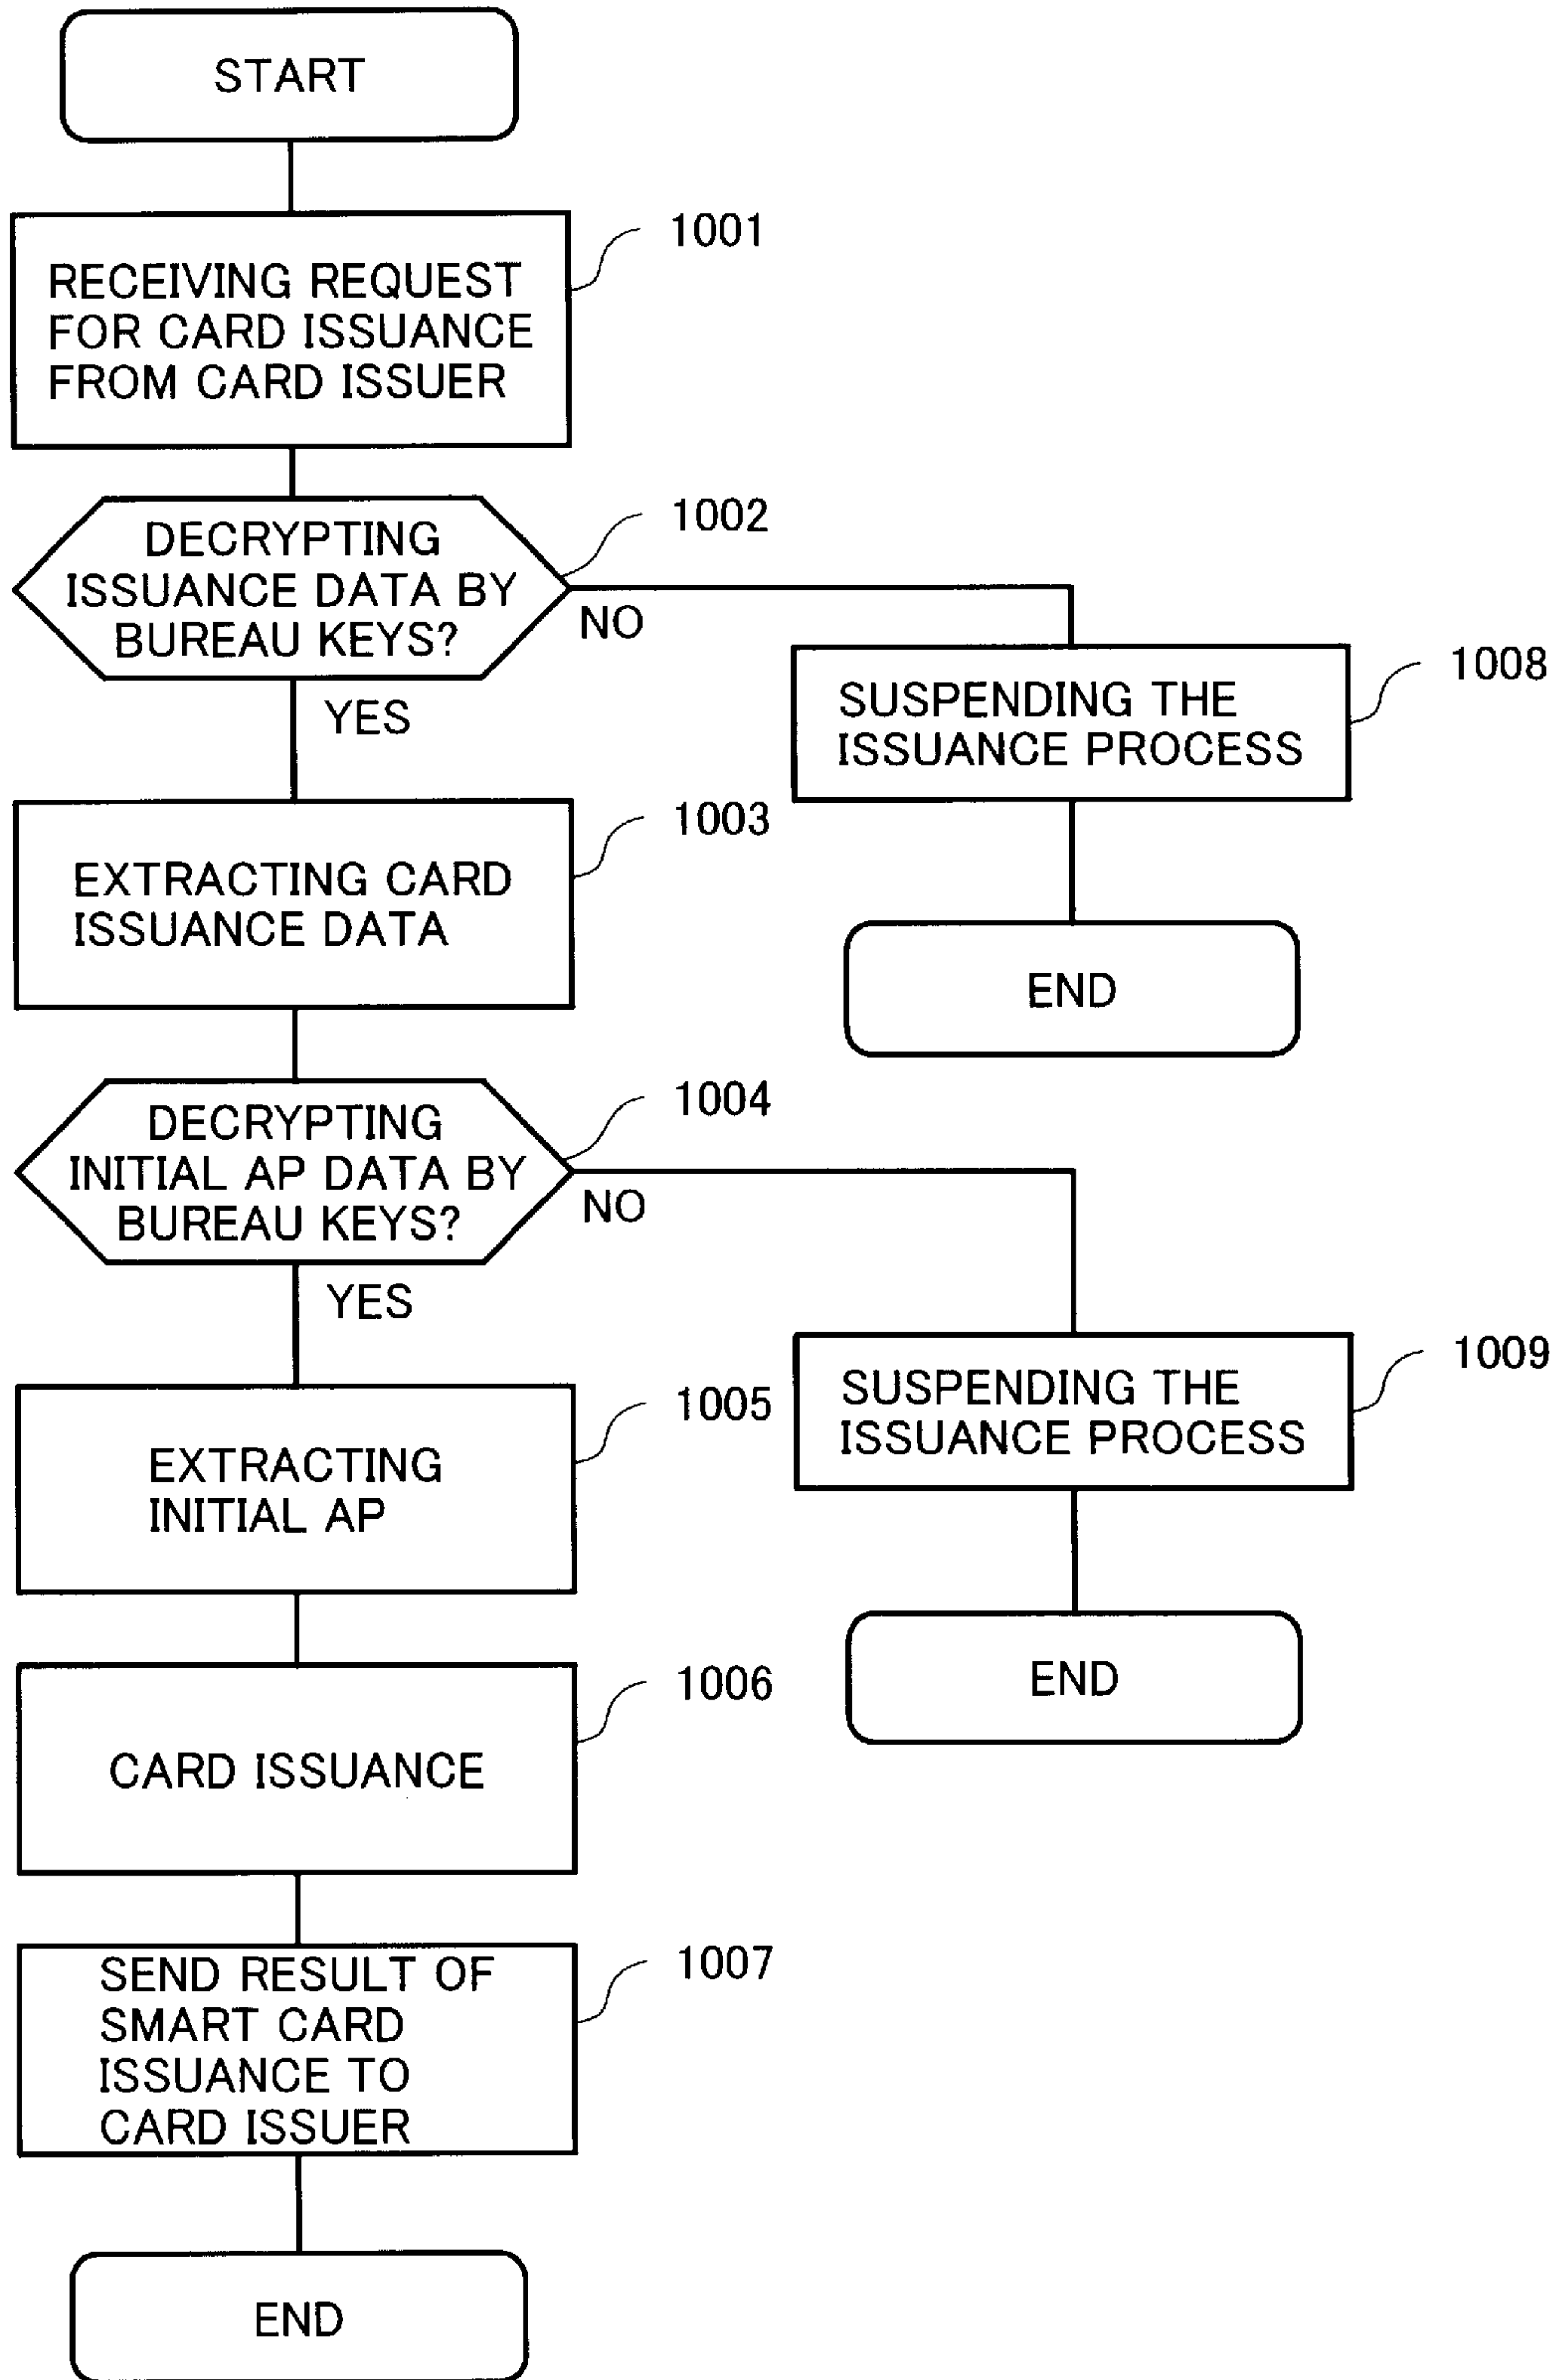 START
1001
RECEIVING REQUEST
FOR CARD ISSUANCE
FROM CARD ISSUER
1002
DECRYPTING
ISSUANCE DATA BY
BUREAU KEYS?
NO
YES
1008
SUSPENDING THE
ISSUANCE PROCESS
END
1003
EXTRACTING CARD
ISSUANCE DATA
1004
DECRYPTING
INITIAL AP DATA BY
BUREAU KEYS?
NO
YES
1009
SUSPENDING THE
ISSUANCE PROCESS
END
1005
EXTRACTING
INITIAL AP
1006
CARD ISSUANCE
1007
SEND RESULT OF
SMART CARD
ISSUANCE TO
CARD ISSUER
END